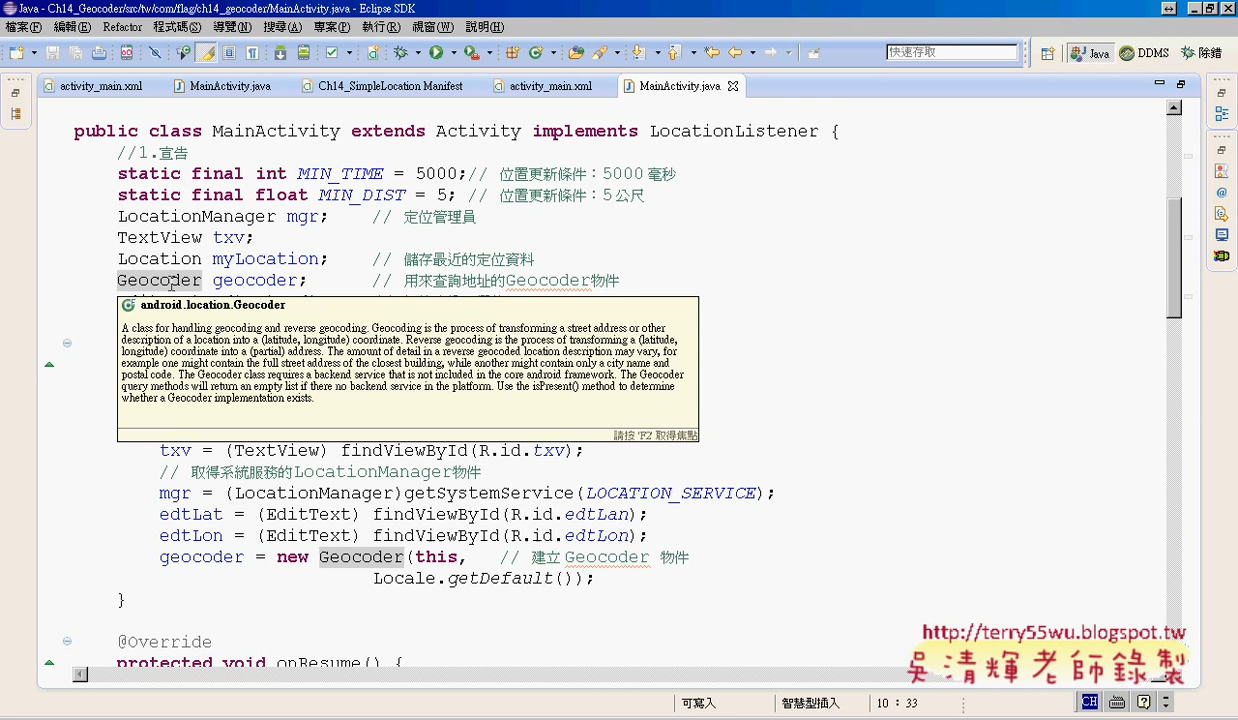 Java - Ch14_Geocoder/src/tw/com/flag/ch14_geocoder/MainActivity.java - Eclipse SDK
檔案(F) 編輯(E) Refactor 程式碼(S) 導覽(N) 搜尋(A) 專案(P) 執行(R) 視窗(W) 說明(H)
快速存取 Java DDMS 除錯
activity_main.xml MainActivity.java Ch14_SimpleLocation Manifest activity_main.xml MainActivity.java
public class MainActivity extends Activity implements LocationListener {
//1.宣告
static final int MIN_TIME = 5000;// 位置更新條件：5000 毫秒
static final float MIN_DIST = 5; // 位置更新條件：5 公尺
LocationManager mgr; // 定位管理員
TextView txv;
Location myLocation; // 儲存最近的定位資料
Geocoder geocoder; // 用來查詢地址的Geocoder物件
android.location.Geocoder
A class for handling geocoding and reverse geocoding. Geocoding is the process of transforming a street address or other
description of a location into a (latitude, longitude) coordinate. Reverse geocoding is the process of transforming a (latitude,
longitude) coordinate into a (partial) address. The amount of detail in a reverse geocoded location description may vary, for
example one might contain the full street address of the closest building, while another might contain only a city name and
postal code. The Geocoder class requires a backend service that is not included in the core android framework. The Geocoder
query methods will return an empty list if there no backend service in the platform. Use the isPresent() method to determine
whether a Geocoder implementation exists.
請按 'F2' 取得焦點
txv = (TextView) findViewById(R.id.txv);
// 取得系統服務的LocationManager物件
mgr = (LocationManager)getSystemService(LOCATION_SERVICE);
edtLat = (EditText) findViewById(R.id.edtLan);
edtLon = (EditText) findViewById(R.id.edtLon);
geocoder = new Geocoder(this, // 建立 Geocoder 物件
Locale.getDefault());
}
@Override
protected void onResume() {
http://terry55wu.blogspot.tw
吳清輝老師錄製
可寫入 智慧型插入 10 : 33
CH